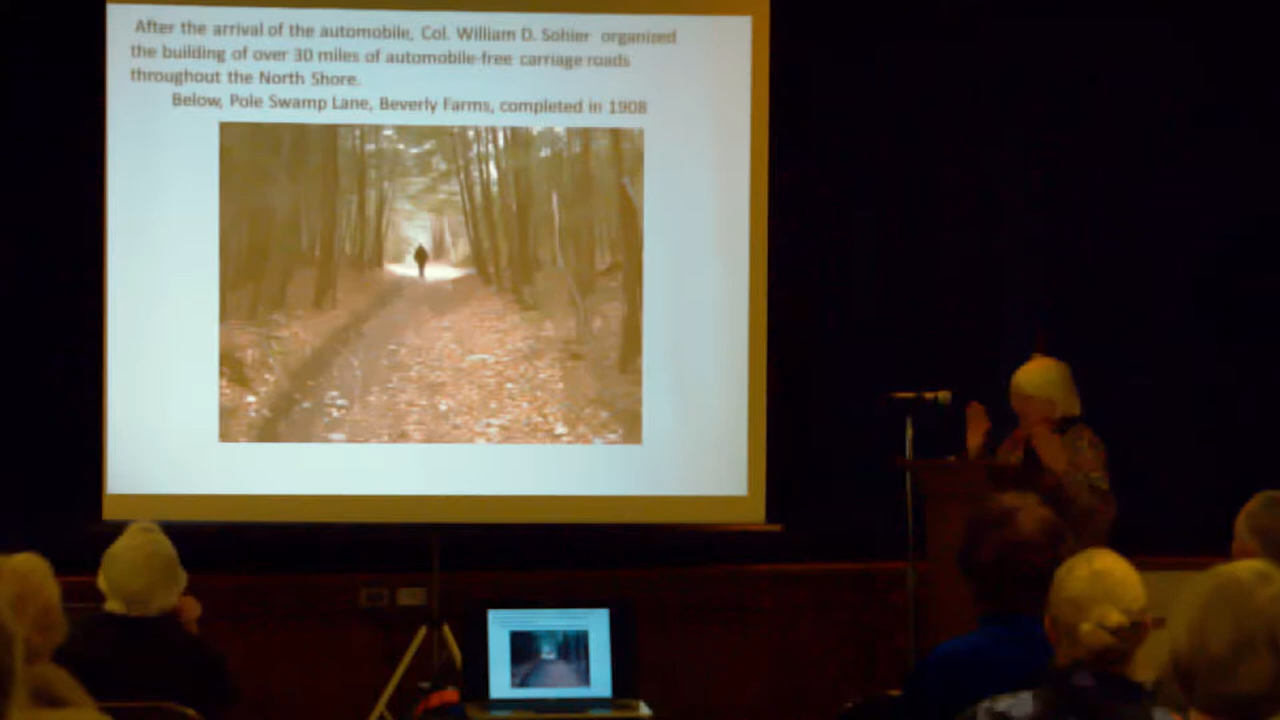 After the arrival of the automobile, Col. William D. Sohier organized
the building of over 30 miles of automobile-free carriage roads
throughout the North Shore.
Below, Pole Swamp Lane, Beverly Farms, completed in 1908